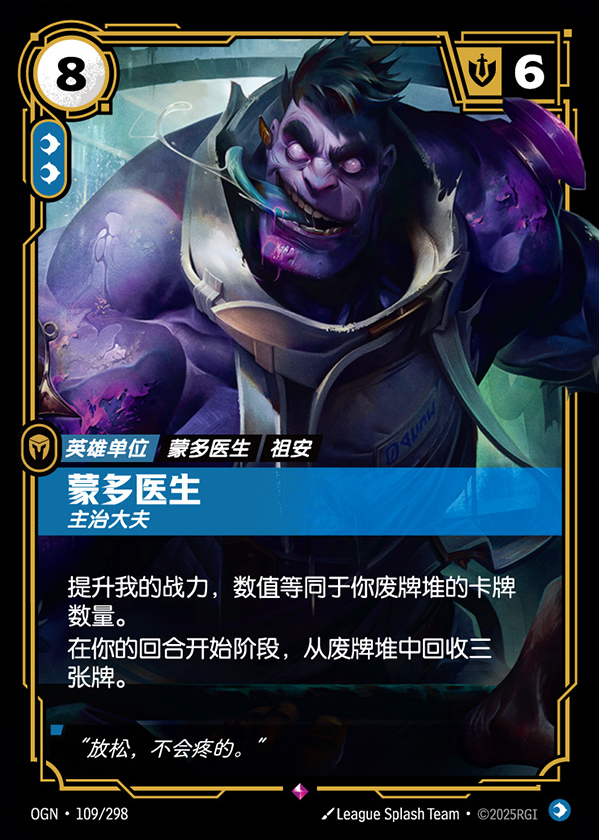 8
6
英雄单位 蒙多医生 祖安
蒙多医生
主治大夫
提升我的战力，数值等同于你废牌堆的卡牌
数量。
在你的回合开始阶段，从废牌堆中回收三
张牌。
“放松，不会疼的。”
OGN • 109/298
League Splash Team • ©2025RGI